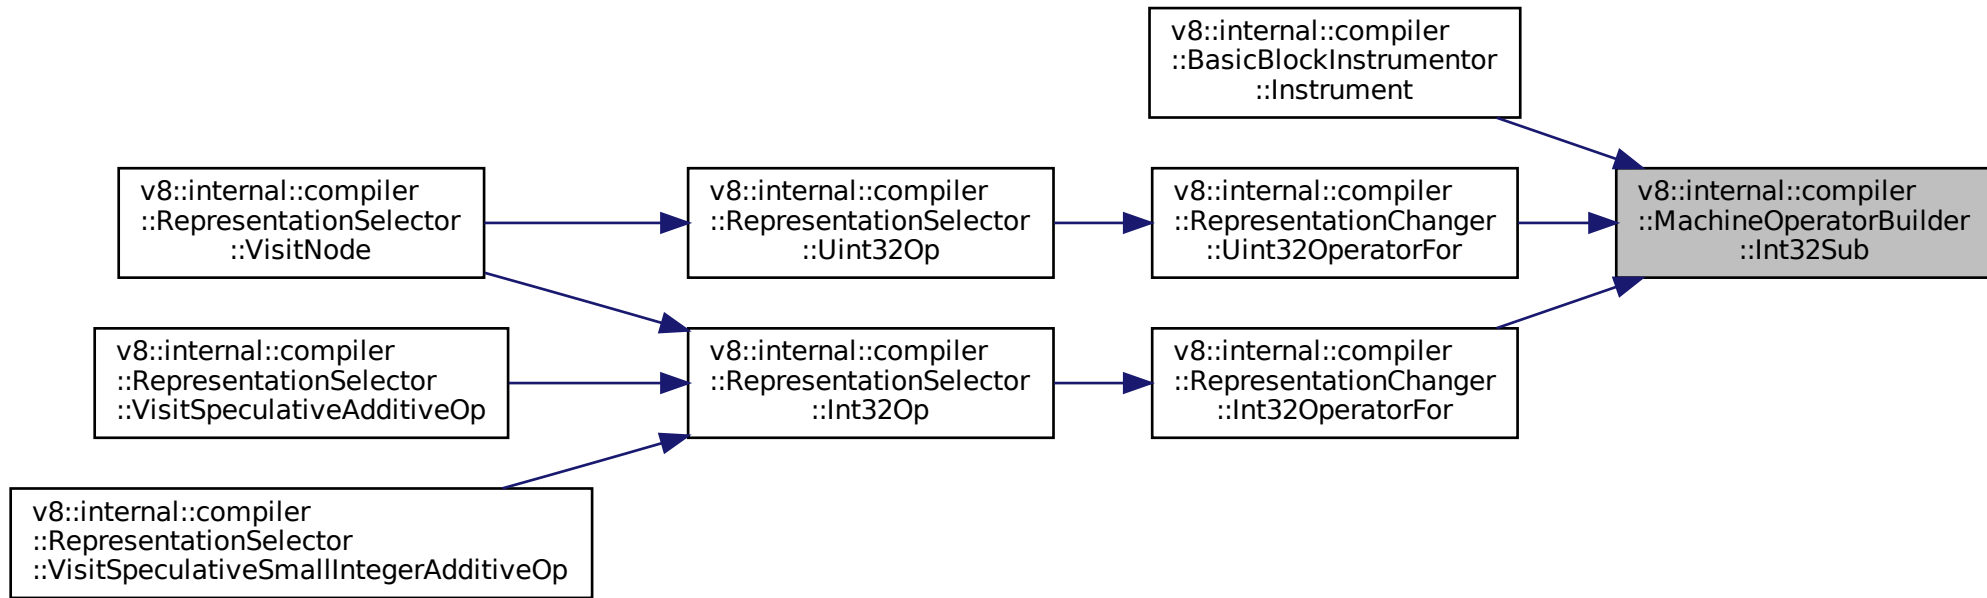 v8::internal::compiler
::BasicBlockInstrumentor
::Instrument
v8::internal::compiler
::RepresentationSelector
::VisitNode
v8::internal::compiler
::RepresentationSelector
::Uint32Op
v8::internal::compiler
::RepresentationChanger
::Uint32OperatorFor
v8::internal::compiler
::MachineOperatorBuilder
::Int32Sub
v8::internal::compiler
::RepresentationSelector
::VisitSpeculativeAdditiveOp
v8::internal::compiler
::RepresentationSelector
::Int32Op
v8::internal::compiler
::RepresentationChanger
::Int32OperatorFor
v8::internal::compiler
::RepresentationSelector
::VisitSpeculativeSmallIntegerAdditiveOp